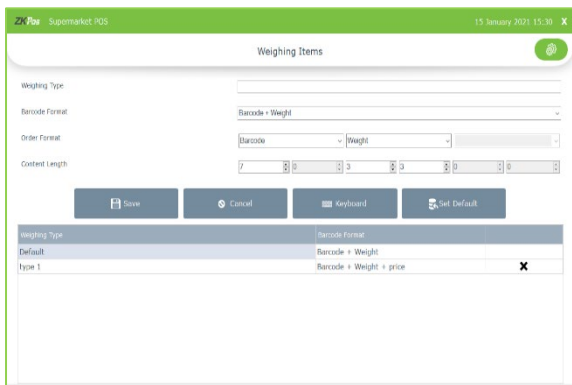 ZKPos Supermarket POS 15 January 2021 15:30 X
Weighing Items
Weighing Type
Barcode Format Barcode + Weight
Order Format Barcode Weight
Content Length 7 0 3 3 0 0
Save Cancel Keyboard Set Default
Weighing Type Barcode Format
Default Barcode + Weight
type 1 Barcode + Weight + price